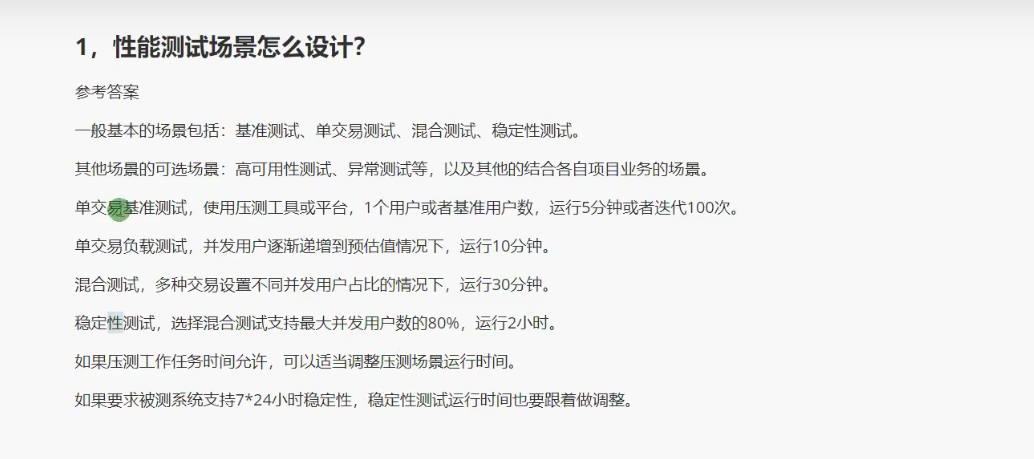 1，性能测试场景怎么设计？
参考答案
一般基本的场景包括：基准测试、单交易测试、混合测试、稳定性测试。
其他场景的可选场景：高可用性测试、异常测试等，以及其他的结合各自项目业务的场景。
单交易基准测试，使用压测工具或平台，1个用户或者基准用户数，运行5分钟或者迭代100次。
单交易负载测试，并发用户逐渐递增到预估值情况下，运行10分钟。
混合测试，多种交易设置不同并发用户占比的情况下，运行30分钟。
稳定性测试，选择混合测试支持最大并发用户数的80%，运行2小时。
如果压测工作任务时间允许，可以适当调整压测场景运行时间。
如果要求被测系统支持7*24小时稳定性，稳定性测试运行时间也要跟着做调整。